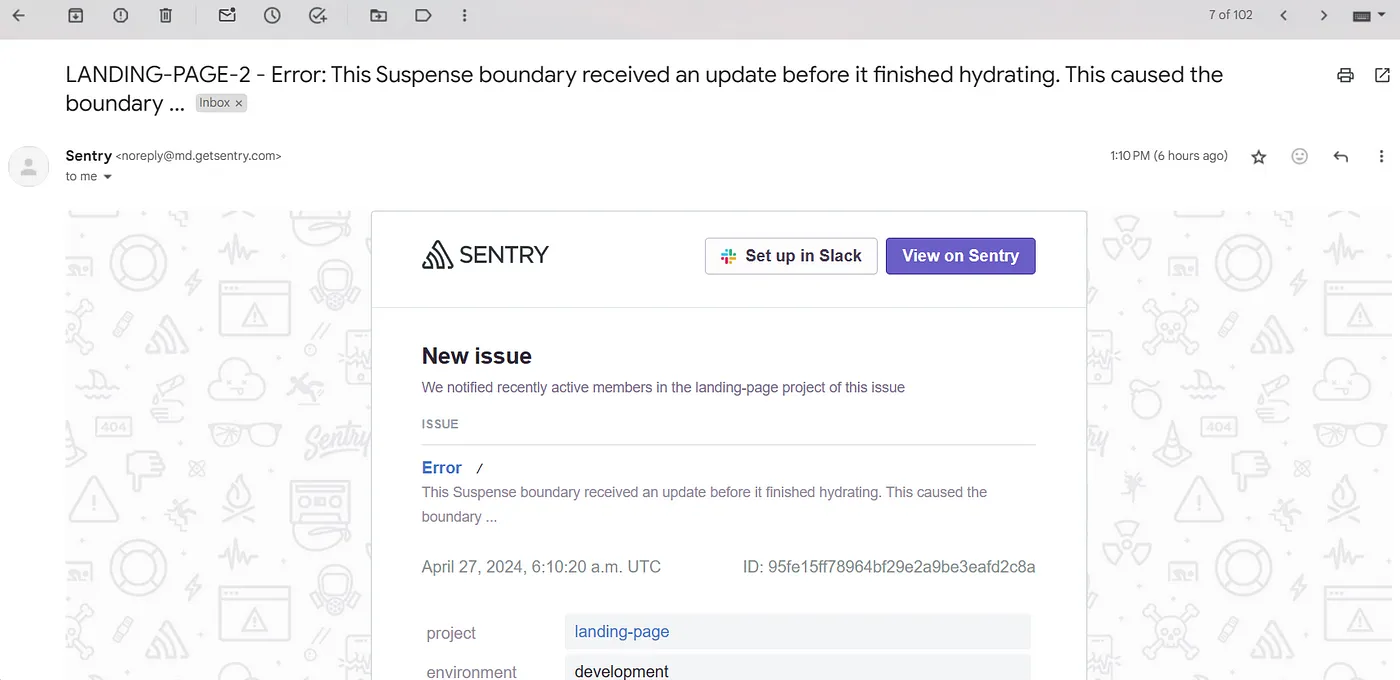 7 of 102
LANDING-PAGE-2 - Error: This Suspense boundary received an update before it finished hydrating. This caused the
boundary ... Inbox ×
Sentry <noreply@md.getsentry.com>
1:10 PM (6 hours ago)
to me
SENTRY
Set up in Slack
View on Sentry
New issue
We notified recently active members in the landing-page project of this issue
ISSUE
Error /
This Suspense boundary received an update before it finished hydrating. This caused the
boundary ...
April 27, 2024, 6:10:20 a.m. UTC
ID: 95fe15ff78964bf29e2a9be3eafd2c8a
project landing-page
environment development
404
Sentry
404